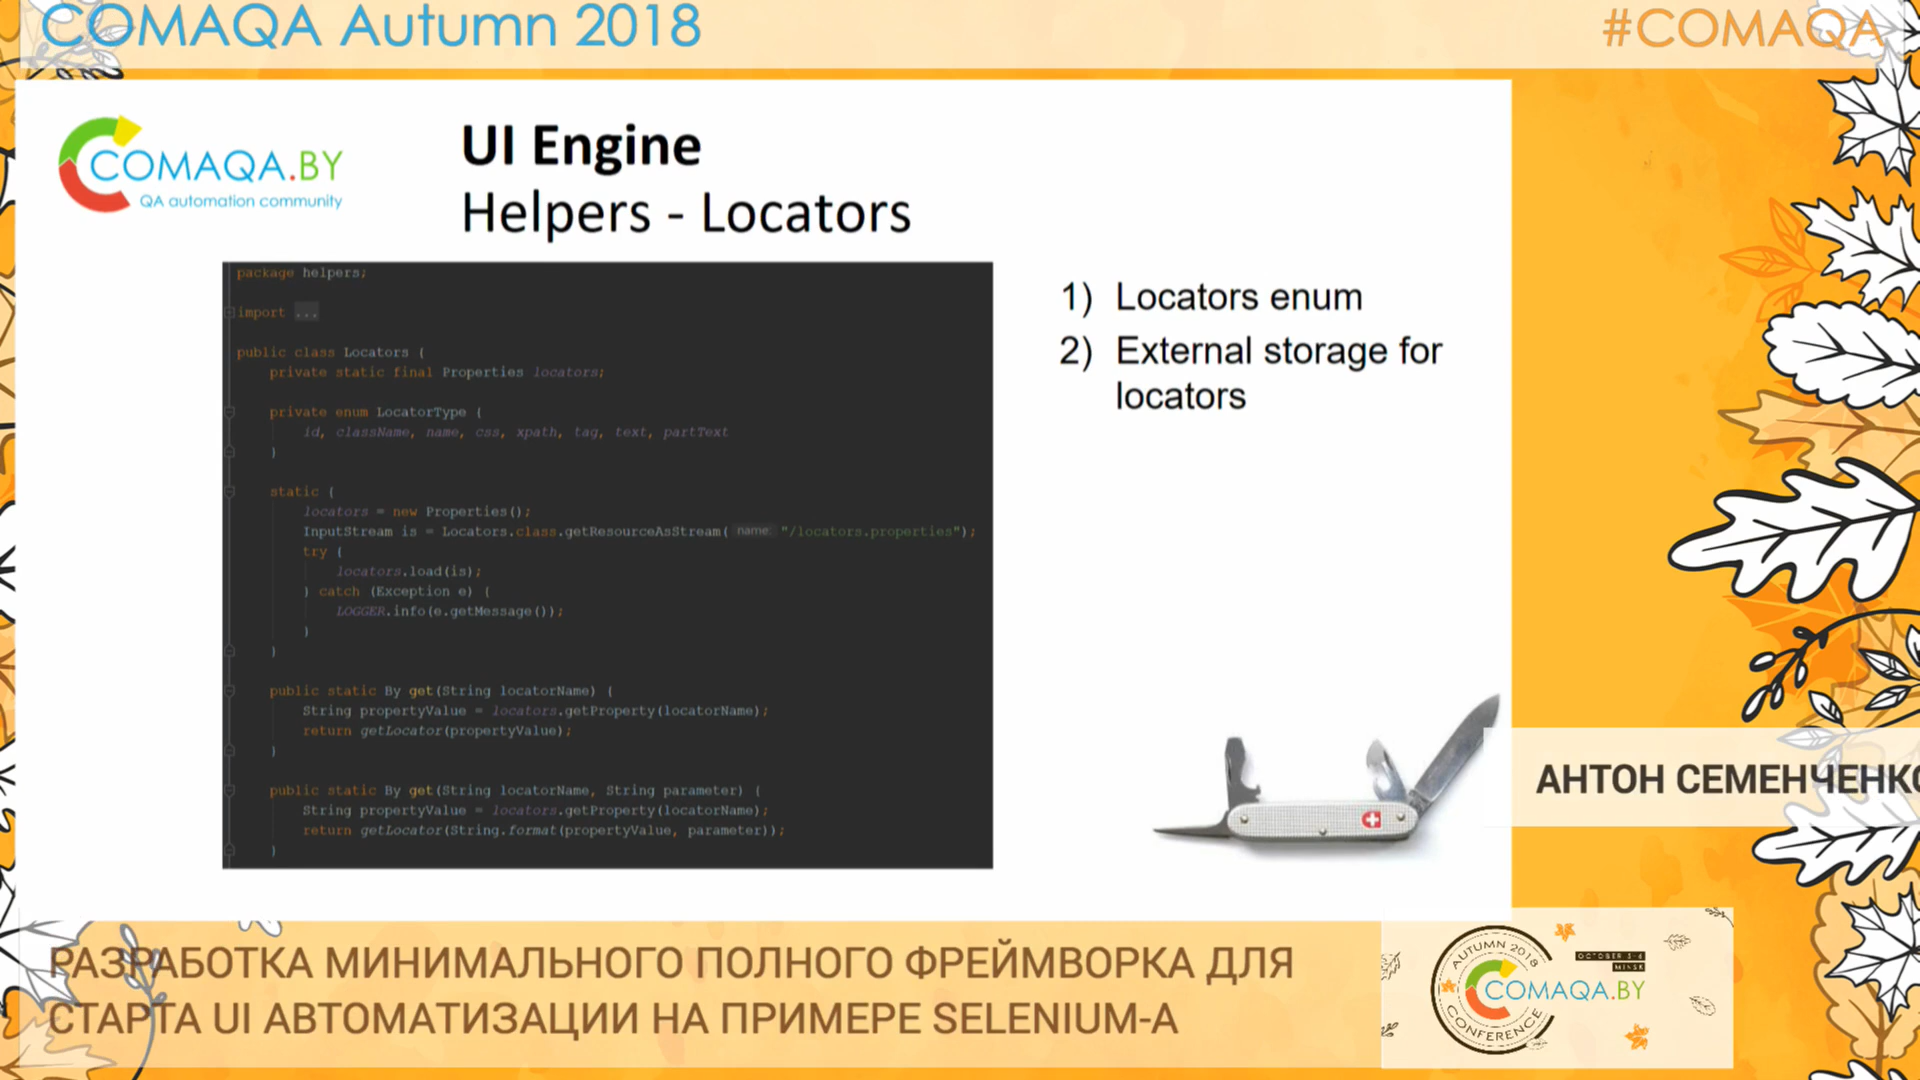 COMAQA Autumn 2018
#COMAQA
COMAQA.BY
QA automation community
UI Engine
Helpers - Locators
package helpers;
import ...
public class Locators {
private static final Properties locators;
private enum LocatorType {
id, className, name, css, xpath, tag, text, partText
}
static {
locators = new Properties();
InputStream is = Locators.class.getResourceAsStream( name: "/locators.properties");
try {
locators.load(is);
} catch (Exception e) {
LOGGER.info(e.getMessage());
}
}
public static By get(String locatorName) {
String propertyValue = locators.getProperty(locatorName);
return getLocator(propertyValue);
}
public static By get(String locatorName, String parameter) {
String propertyValue = locators.getProperty(locatorName);
return getLocator(String.format(propertyValue, parameter));
}
1) Locators enum
2) External storage for
locators
АНТОН СЕМЕНЧЕНКО
РАЗРАБОТКА МИНИМАЛЬНОГО ПОЛНОГО ФРЕЙМВОРКА ДЛЯ
СТАРТА UI АВТОМАТИЗАЦИИ НА ПРИМЕРЕ SELENIUM-А
AUTUMN 2018
OCTOBER 3-4
MINSK
COMAQA.BY
CONFERENCE